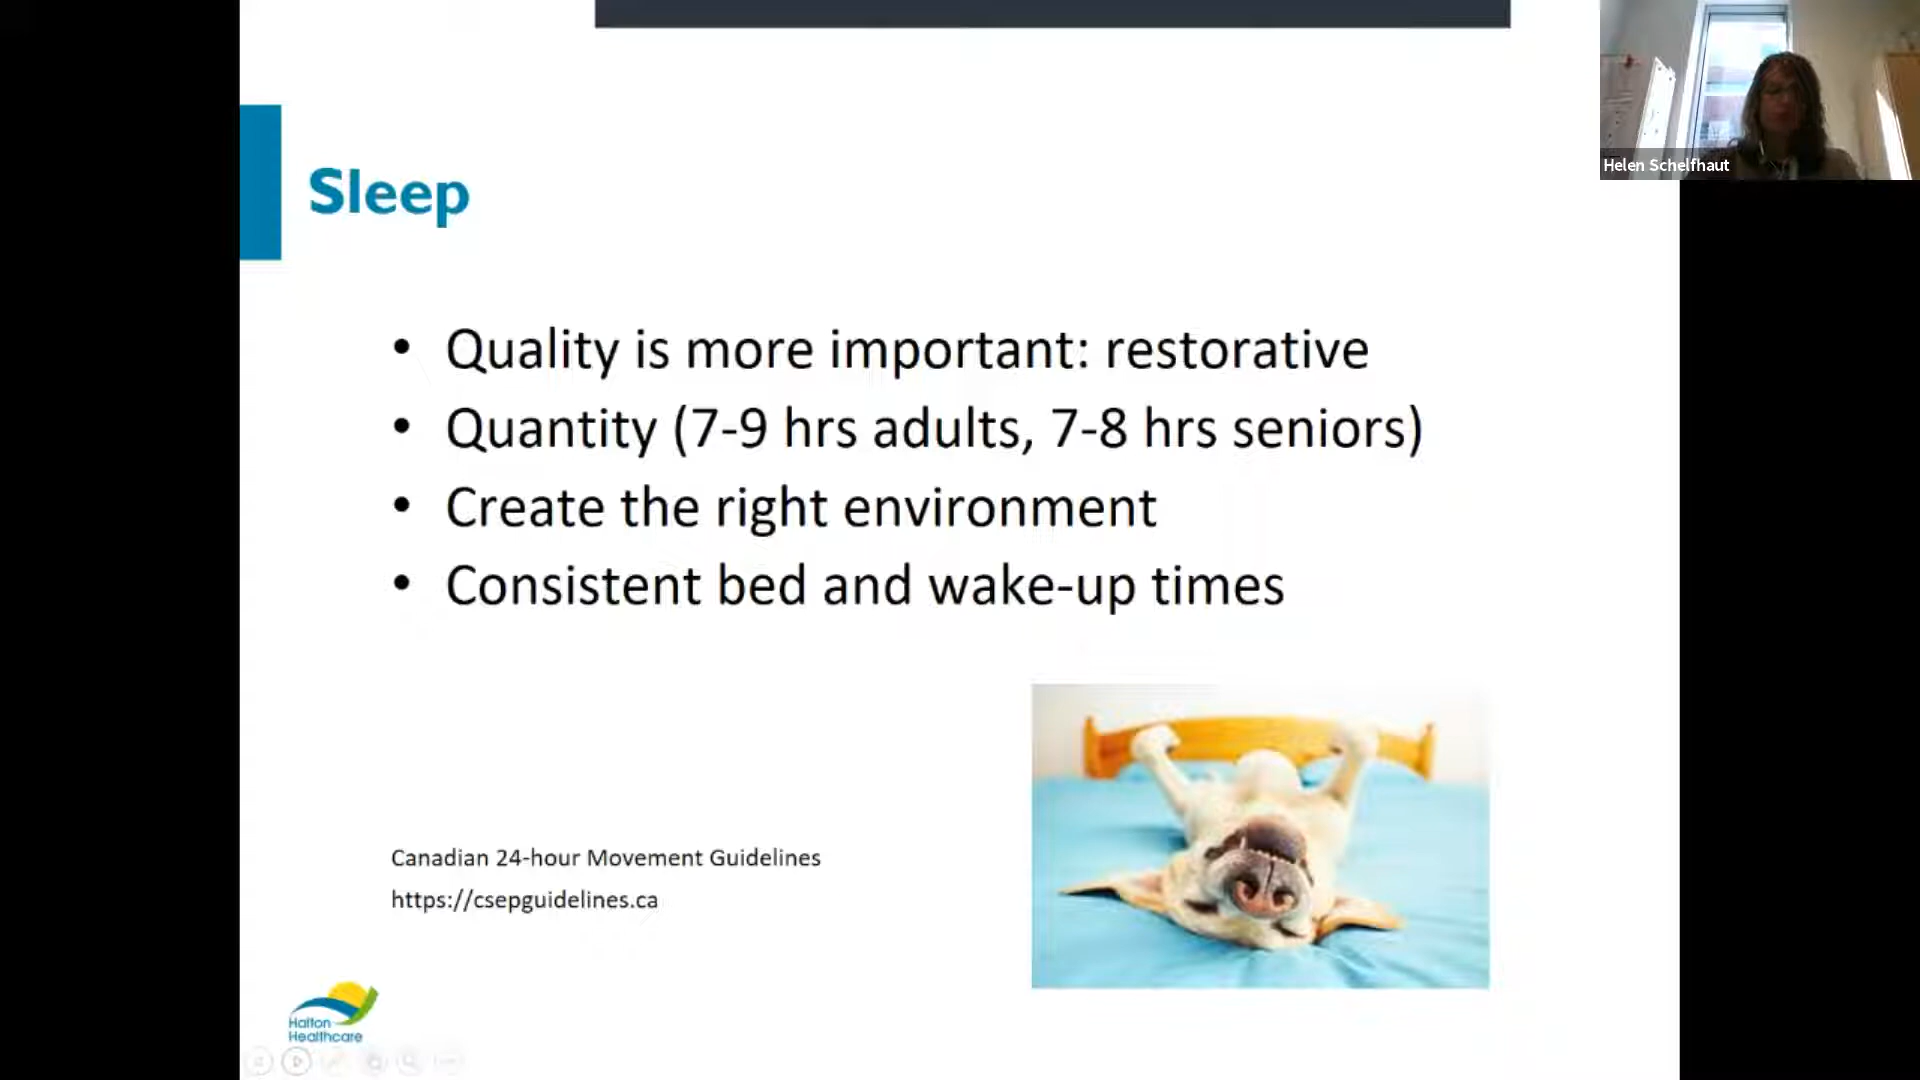 Helen Schelfhaut
Sleep
• Quality is more important: restorative
• Quantity (7-9 hrs adults, 7-8 hrs seniors)
• Create the right environment
• Consistent bed and wake-up times
Canadian 24-hour Movement Guidelines
https://csepguidelines.ca
Halton
Healthcare